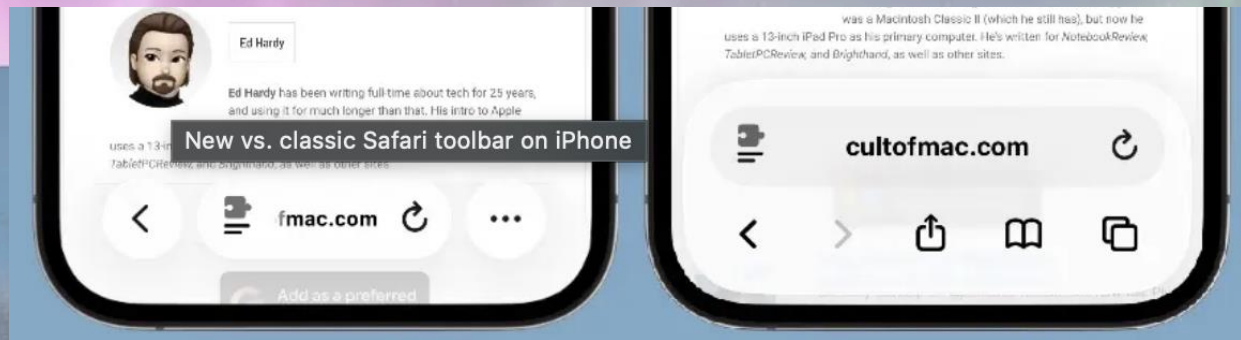 Ed Hardy
Ed Hardy has been writing full-time about tech for 25 years,
and using it for much longer than that. His intro to Apple
uses a 13-in
TabletPCReview, and Brighthand, as well as other sites
New vs. classic Safari toolbar on iPhone
fmac.com
Add as a preferred
was a Macintosh Classic II (which he still has), but now he
uses a 13-inch iPad Pro as his primary computer. He's written for NotebookReview,
TabletPCReview, and Brighthand, as well as other sites.
cultofmac.com